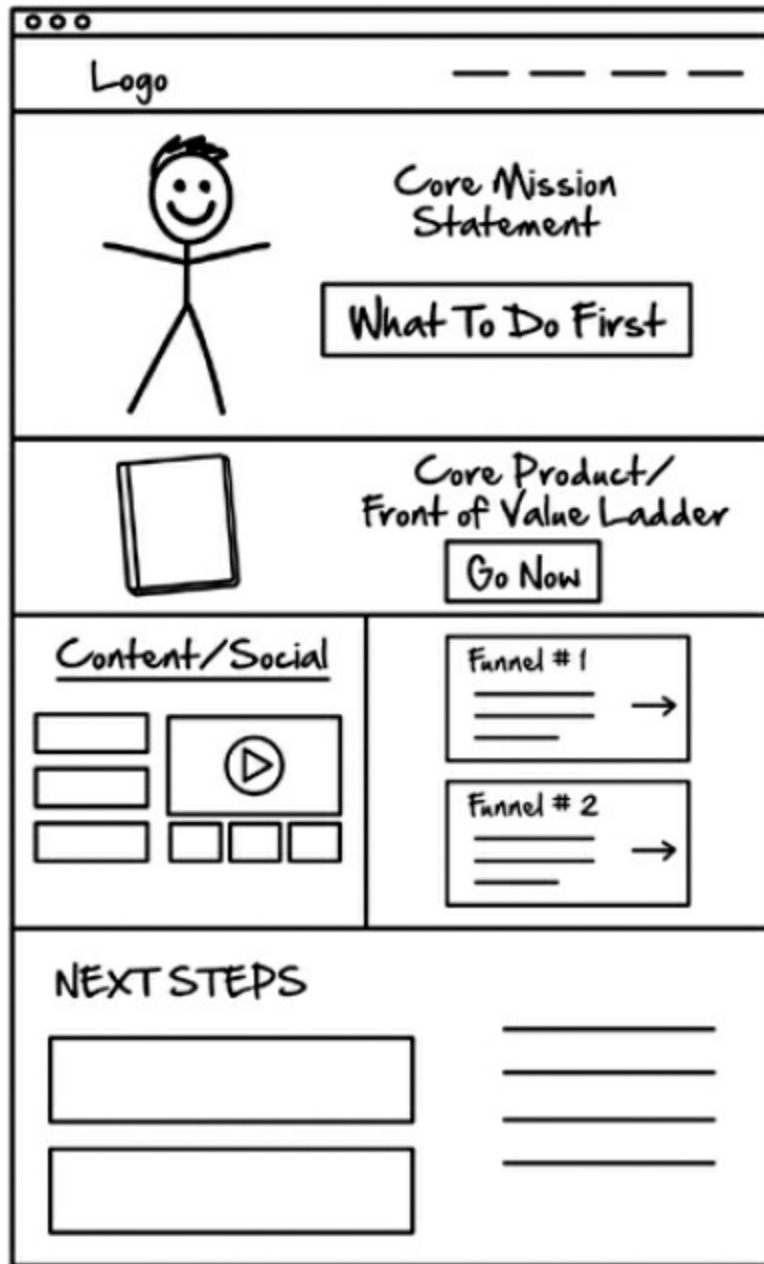 Logo
Core Mission
Statement
What To Do First
Core Product/
Front of Value Ladder
Go Now
Content/Social
Funnel # 1
Funnel # 2
NEXT STEPS